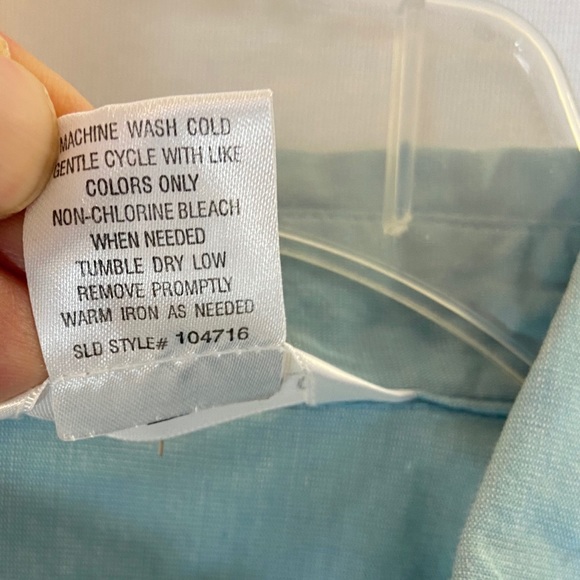 MACHINE WASH COLD
GENTLE CYCLE WITH LIKE
COLORS ONLY
NON-CHLORINE BLEACH
WHEN NEEDED
TUMBLE DRY LOW
REMOVE PROMPTLY
WARM IRON AS NEEDED
SLD STYLE# 104716